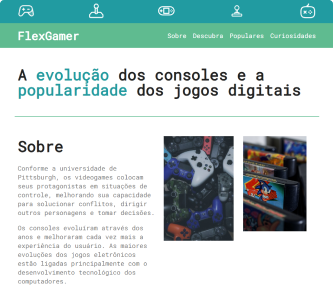 FlexGamer
Sobre Descubra Populares Curiosidades
A evolução dos consoles e a
popularidade dos jogos digitais
Sobre
Conforme a universidade de
Pittsburgh, os videogames colocam
seus protagonistas em situações de
controle, melhorando sua capacidade
para solucionar conflitos, dirigir
outros personagens e tomar decisões.
Os consoles evoluíram através dos
anos e melhoraram cada vez mais a
experiência do usuário. As maiores
evoluções dos jogos eletrônicos
estão ligadas principalmente com o
desenvolvimento tecnológico dos
computadores.